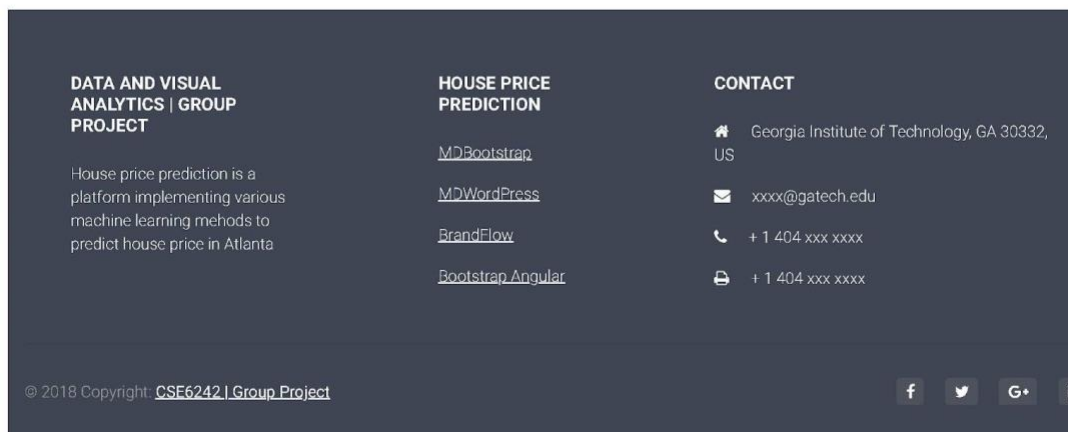 DATA AND VISUAL
ANALYTICS | GROUP
PROJECT
House price prediction is a
platform implementing various
machine learning mehods to
predict house price in Atlanta
HOUSE PRICE
PREDICTION
MDBootstrap
MDWordPress
BrandFlow
Bootstrap Angular
CONTACT
Georgia Institute of Technology, GA 30332,
US
xxxx@gatech.edu
+ 1 404 xxx xxxx
+ 1 404 xxx xxxx
© 2018 Copyright: CSE6242 | Group Project
f G+